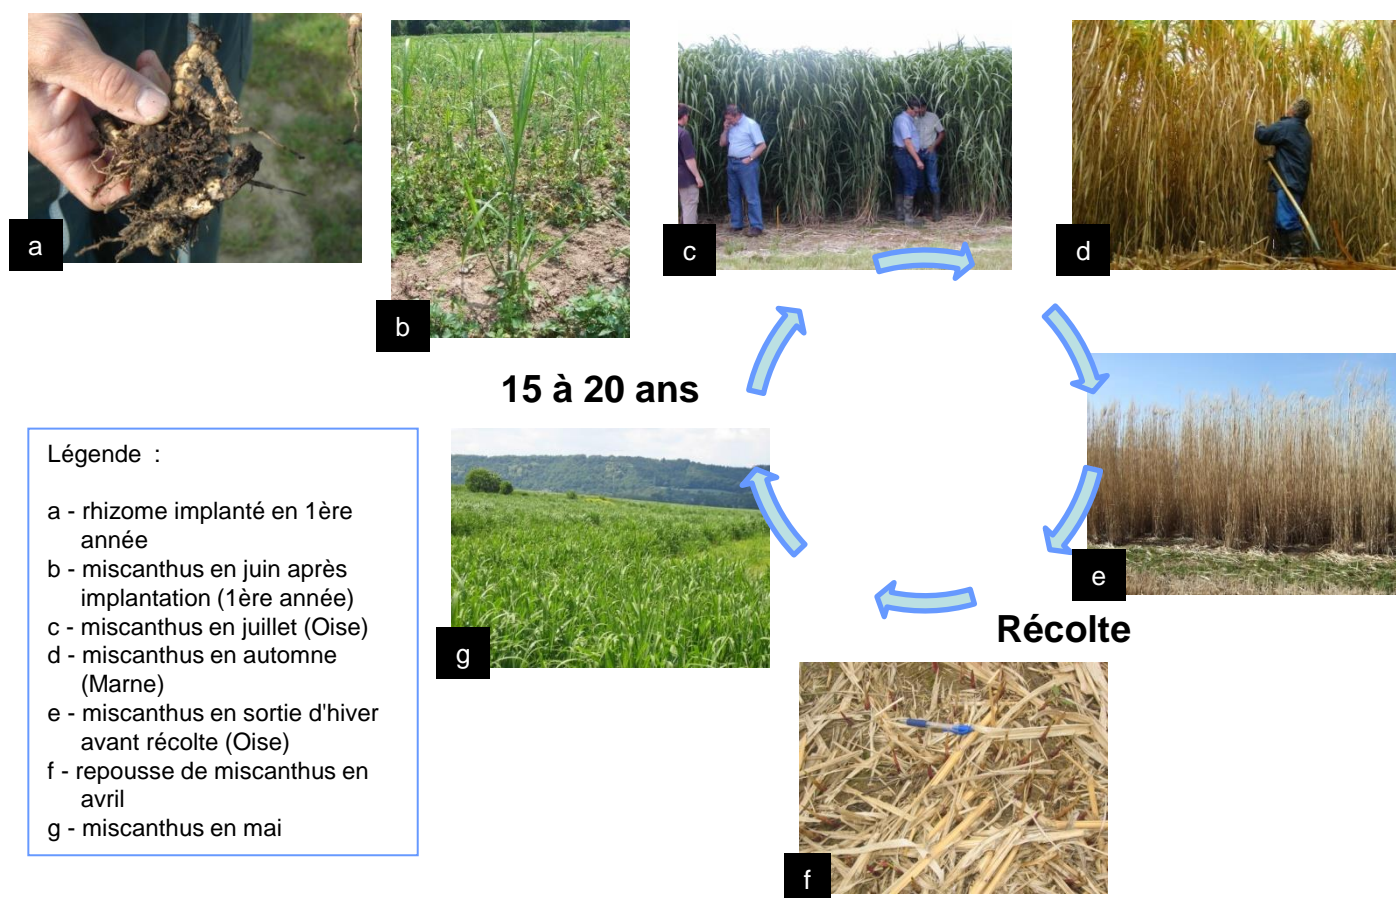 a
b
c
d
15 à 20 ans
e
Légende :
a - rhizome implanté en 1ère
année
b - miscanthus en juin après
implantation (1ère année)
c - miscanthus en juillet (Oise)
d - miscanthus en automne
(Marne)
e - miscanthus en sortie d'hiver
avant récolte (Oise)
f - repousse de miscanthus en
avril
g - miscanthus en mai
g
Récolte
f